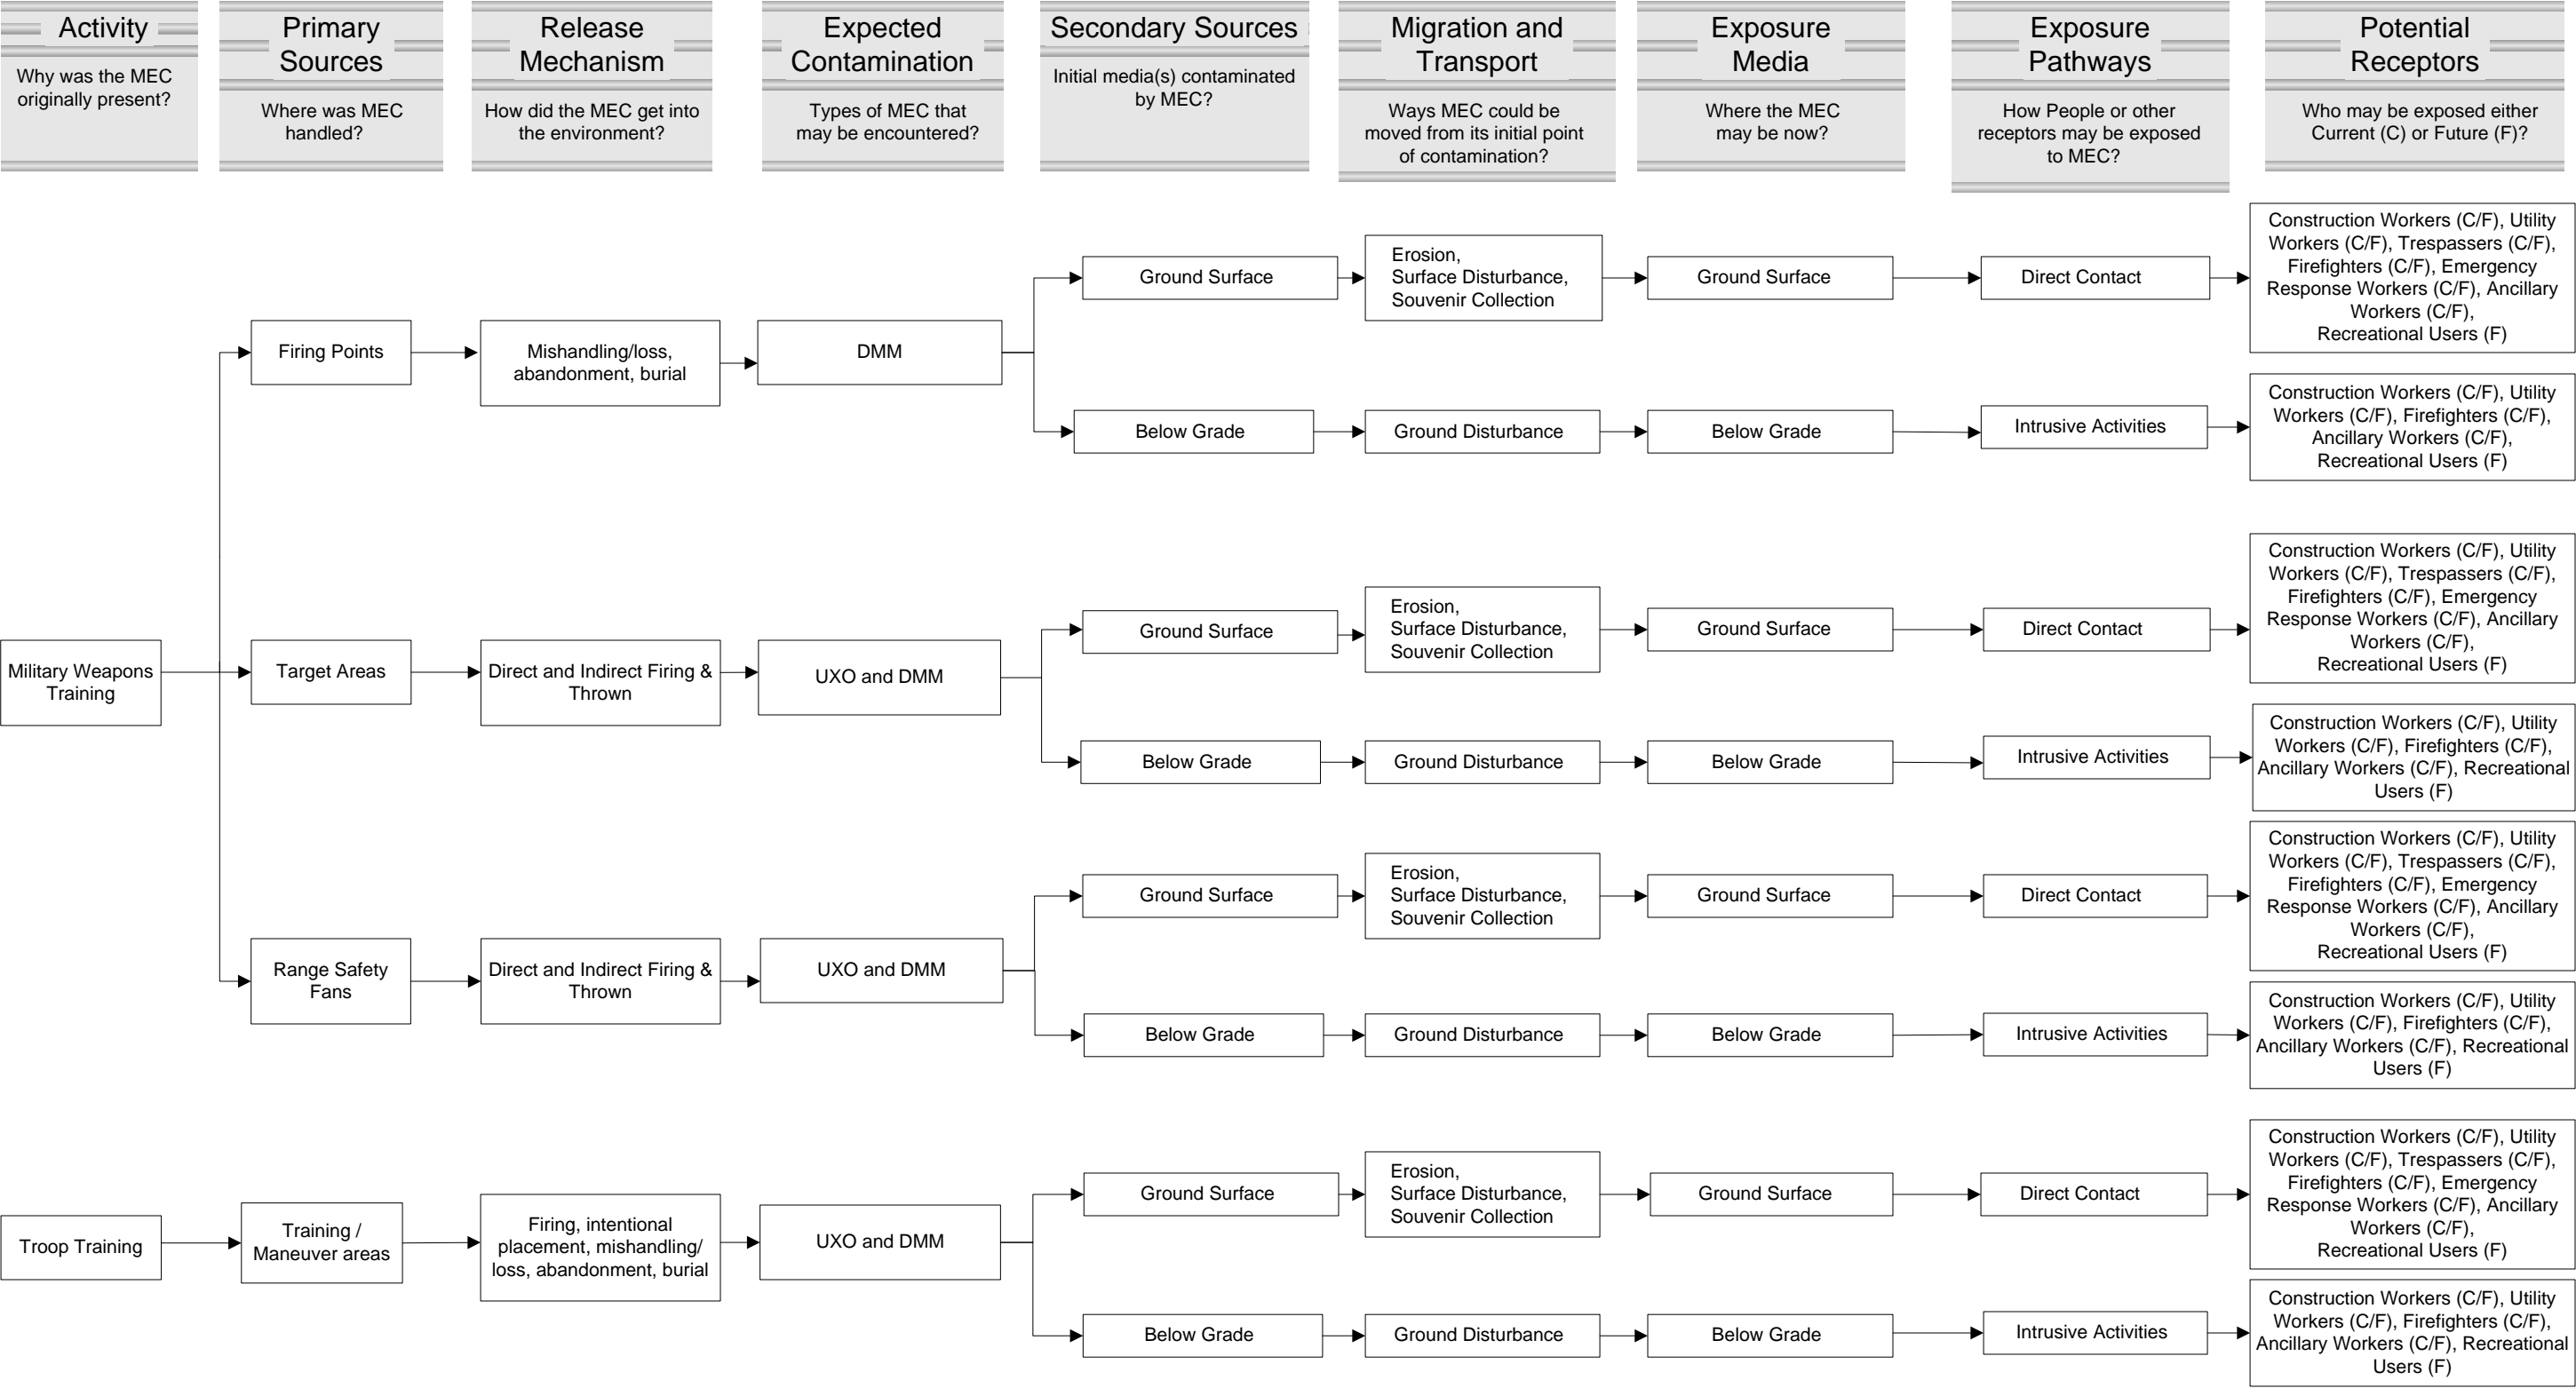 Activity
Why was the MEC
originally present?
Primary
Sources
Where was MEC
handled?
Release
Mechanism
How did the MEC get into
the environment?
Expected
Contamination
Types of MEC that
may be encountered?
Secondary Sources
Initial media(s) contaminated
by MEC?
Migration and
Transport
Ways MEC could be
moved from its initial point
of contamination?
Exposure
Media
Where the MEC
may be now?
Exposure
Pathways
How People or other
receptors may be exposed
to MEC?
Potential
Receptors
Who may be exposed either
Current (C) or Future (F)?
Military Weapons
Training
Firing Points
Mishandling/loss,
abandonment, burial
DMM
Ground Surface
Erosion,
Surface Disturbance,
Souvenir Collection
Ground Surface
Direct Contact
Construction Workers (C/F), Utility
Workers (C/F), Trespassers (C/F),
Firefighters (C/F), Emergency
Response Workers (C/F), Ancillary
Workers (C/F),
Recreational Users (F)
Below Grade
Ground Disturbance
Below Grade
Intrusive Activities
Construction Workers (C/F), Utility
Workers (C/F), Firefighters (C/F),
Ancillary Workers (C/F),
Recreational Users (F)
Target Areas
Direct and Indirect Firing &
Thrown
UXO and DMM
Ground Surface
Erosion,
Surface Disturbance,
Souvenir Collection
Ground Surface
Direct Contact
Construction Workers (C/F), Utility
Workers (C/F), Trespassers (C/F),
Firefighters (C/F), Emergency
Response Workers (C/F), Ancillary
Workers (C/F),
Recreational Users (F)
Below Grade
Ground Disturbance
Below Grade
Intrusive Activities
Construction Workers (C/F), Utility
Workers (C/F), Firefighters (C/F),
Ancillary Workers (C/F), Recreational
Users (F)
Range Safety
Fans
Direct and Indirect Firing &
Thrown
UXO and DMM
Ground Surface
Erosion,
Surface Disturbance,
Souvenir Collection
Ground Surface
Direct Contact
Construction Workers (C/F), Utility
Workers (C/F), Trespassers (C/F),
Firefighters (C/F), Emergency
Response Workers (C/F), Ancillary
Workers (C/F),
Recreational Users (F)
Below Grade
Ground Disturbance
Below Grade
Intrusive Activities
Construction Workers (C/F), Utility
Workers (C/F), Firefighters (C/F),
Ancillary Workers (C/F), Recreational
Users (F)
Troop Training
Training /
Maneuver areas
Firing, intentional
placement, mishandling/
loss, abandonment, burial
UXO and DMM
Ground Surface
Erosion,
Surface Disturbance,
Souvenir Collection
Ground Surface
Direct Contact
Construction Workers (C/F), Utility
Workers (C/F), Trespassers (C/F),
Firefighters (C/F), Emergency
Response Workers (C/F), Ancillary
Workers (C/F),
Recreational Users (F)
Below Grade
Ground Disturbance
Below Grade
Intrusive Activities
Construction Workers (C/F), Utility
Workers (C/F), Firefighters (C/F),
Ancillary Workers (C/F), Recreational
Users (F)